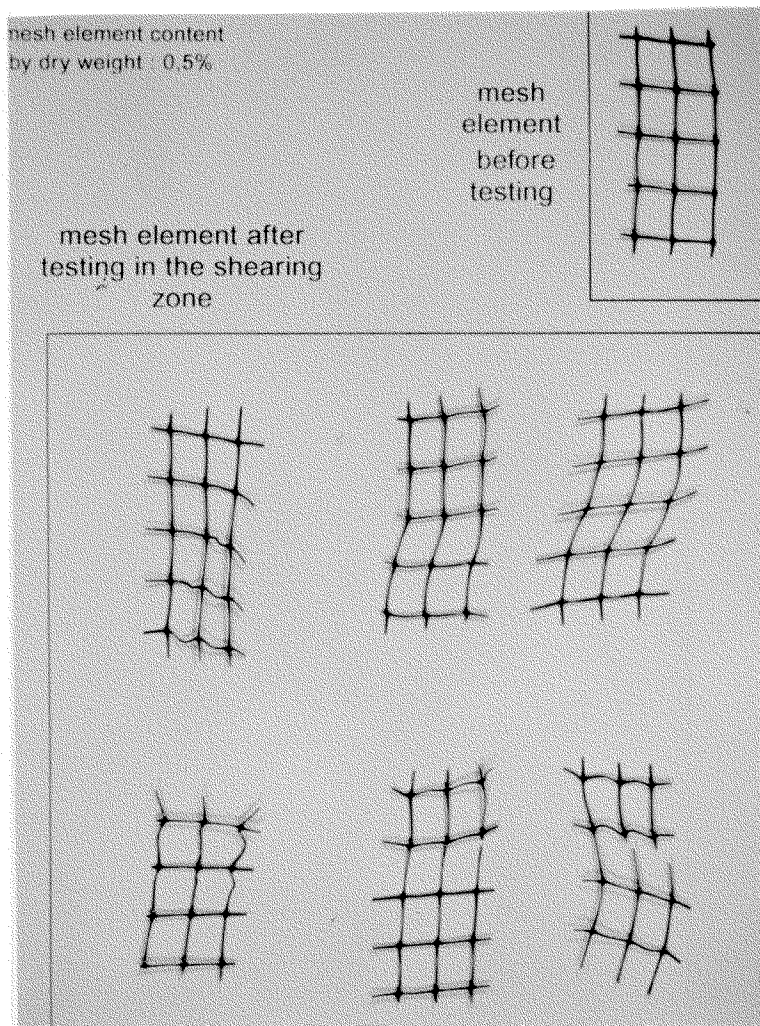 mesh element content
by dry weight : 0,5%
mesh
element
before
testing
mesh element after
testing in the shearing
zone